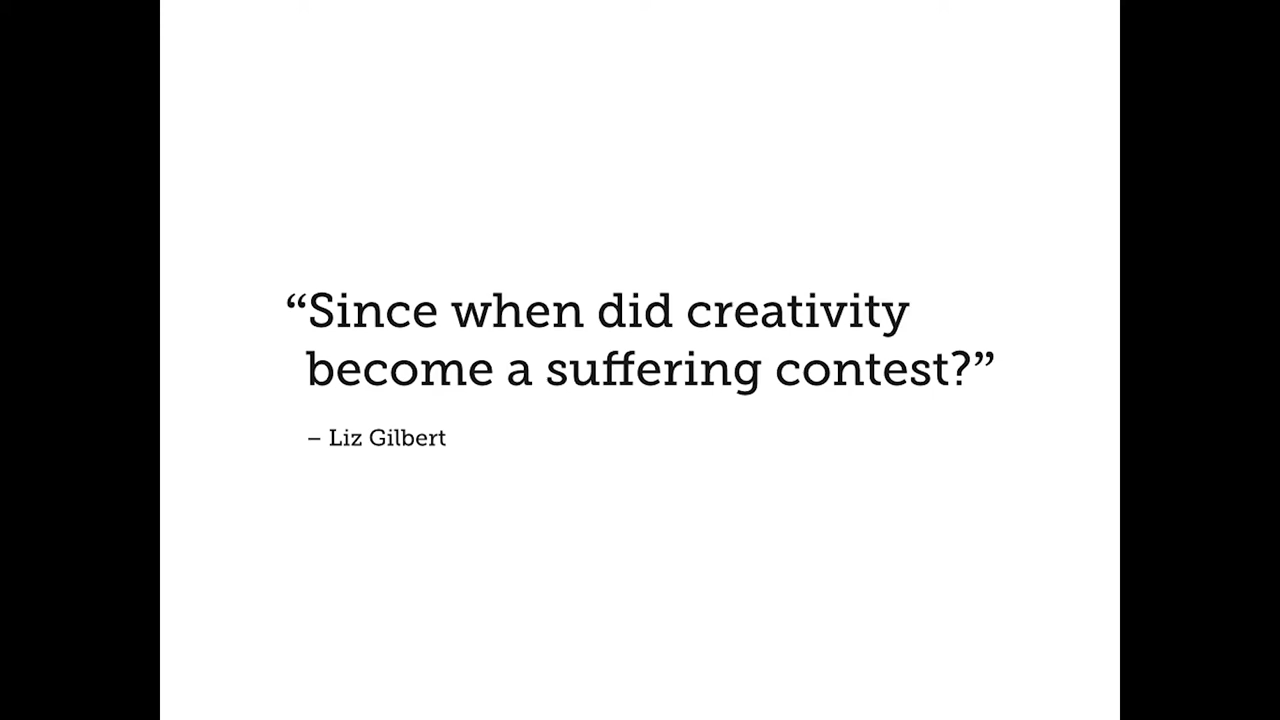 “Since when did creativity
become a suffering contest?”
– Liz Gilbert